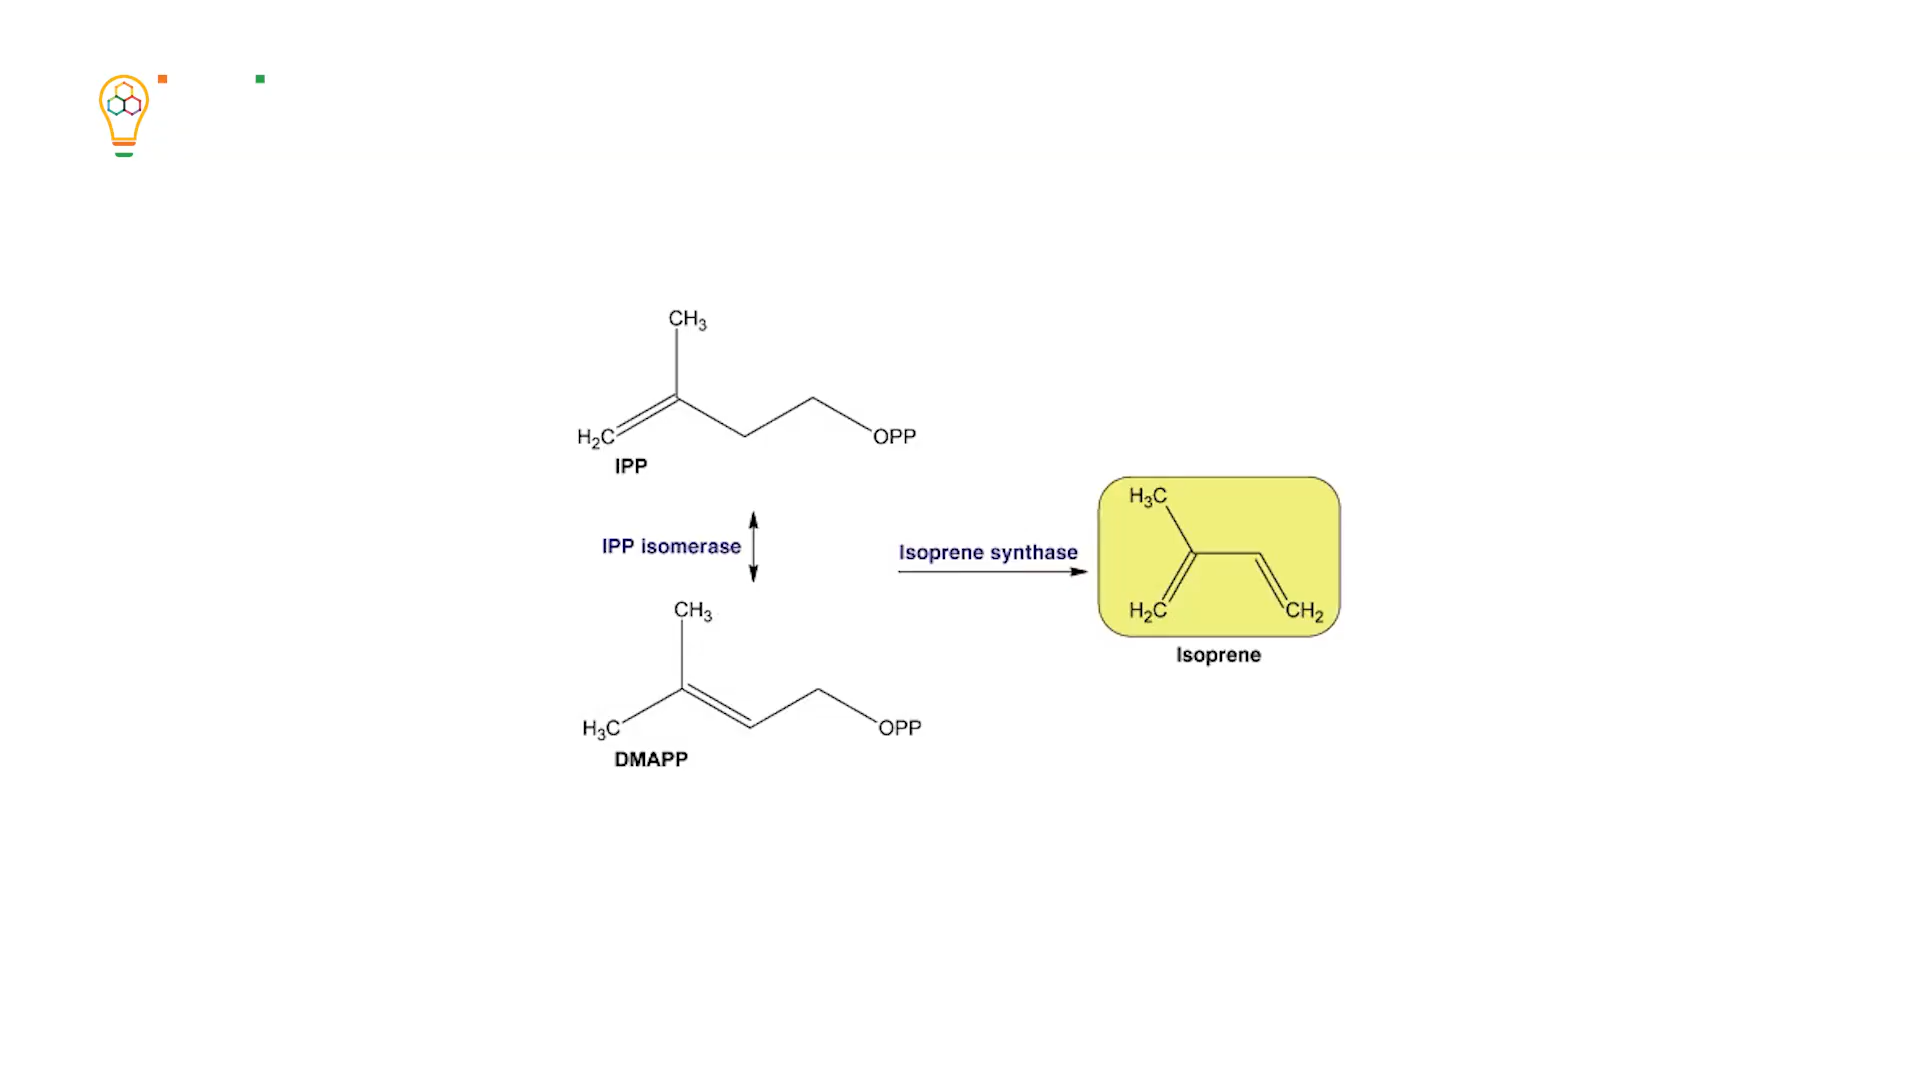 CH₃
H₂C
OPP
IPP
IPP isomerase
CH₃
H₃C
OPP
DMAPP
Isoprene synthase
H₃C
H₂C
CH₂
Isoprene